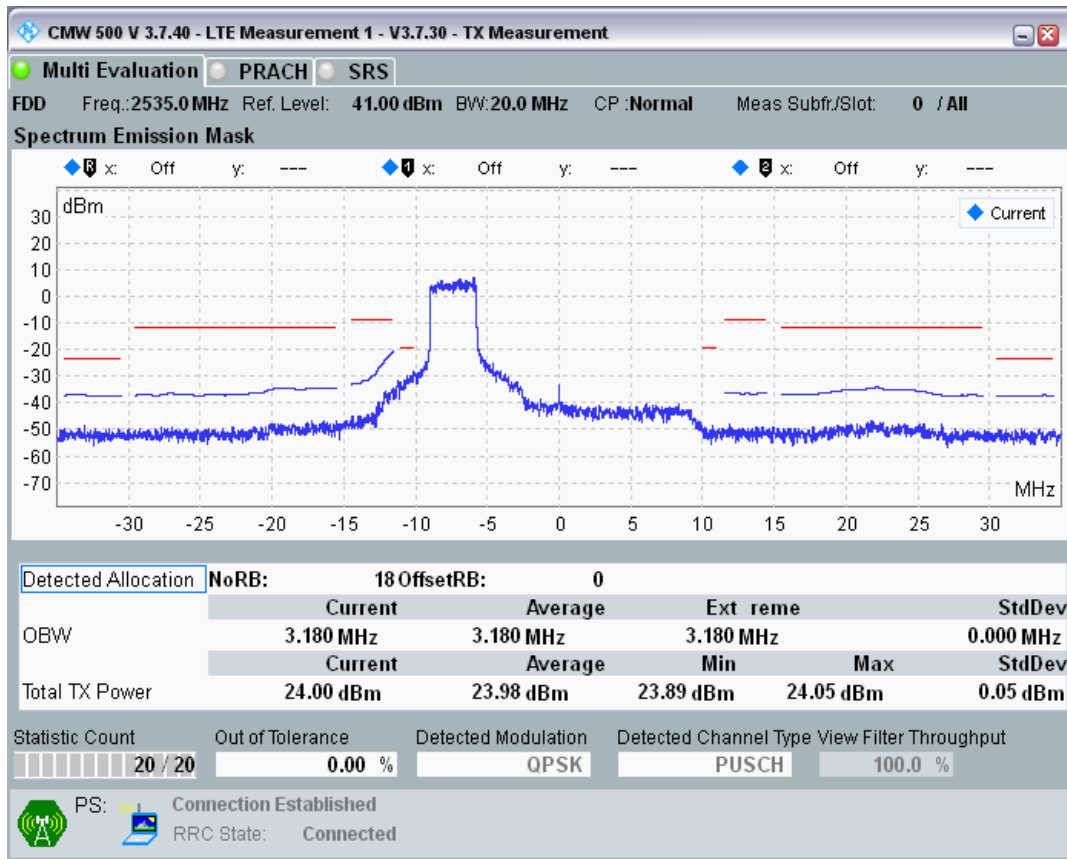 CMW 500 V 3.7.40 - LTE Measurement 1 - V3.7.30 - TX Measurement
Multi Evaluation PRACH SRS
FDD Freq.:2535.0 MHz Ref. Level: 41.00 dBm BW:20.0 MHz CP :Normal Meas Subfr./Slot: 0 / All
Spectrum Emission Mask
R x: Off y: --- 1 x: Off y: --- 2 x: Off y: ---
dBm
Current
30
20
10
0
-10
-20
-30
-40
-50
-60
-70
MHz
-30 -25 -20 -15 -10 -5 0 5 10 15 20 25 30
Detected Allocation NoRB: 18 OffsetRB: 0
Current Average Ext reme StdDev
OBW 3.180 MHz 3.180 MHz 3.180 MHz 0.000 MHz
Current Average Min Max StdDev
Total TX Power 24.00 dBm 23.98 dBm 23.89 dBm 24.05 dBm 0.05 dBm
Statistic Count Out of Tolerance Detected Modulation Detected Channel Type View Filter Throughput
20 / 20 0.00 % QPSK PUSCH 100.0 %
PS: Connection Established
RRC State: Connected